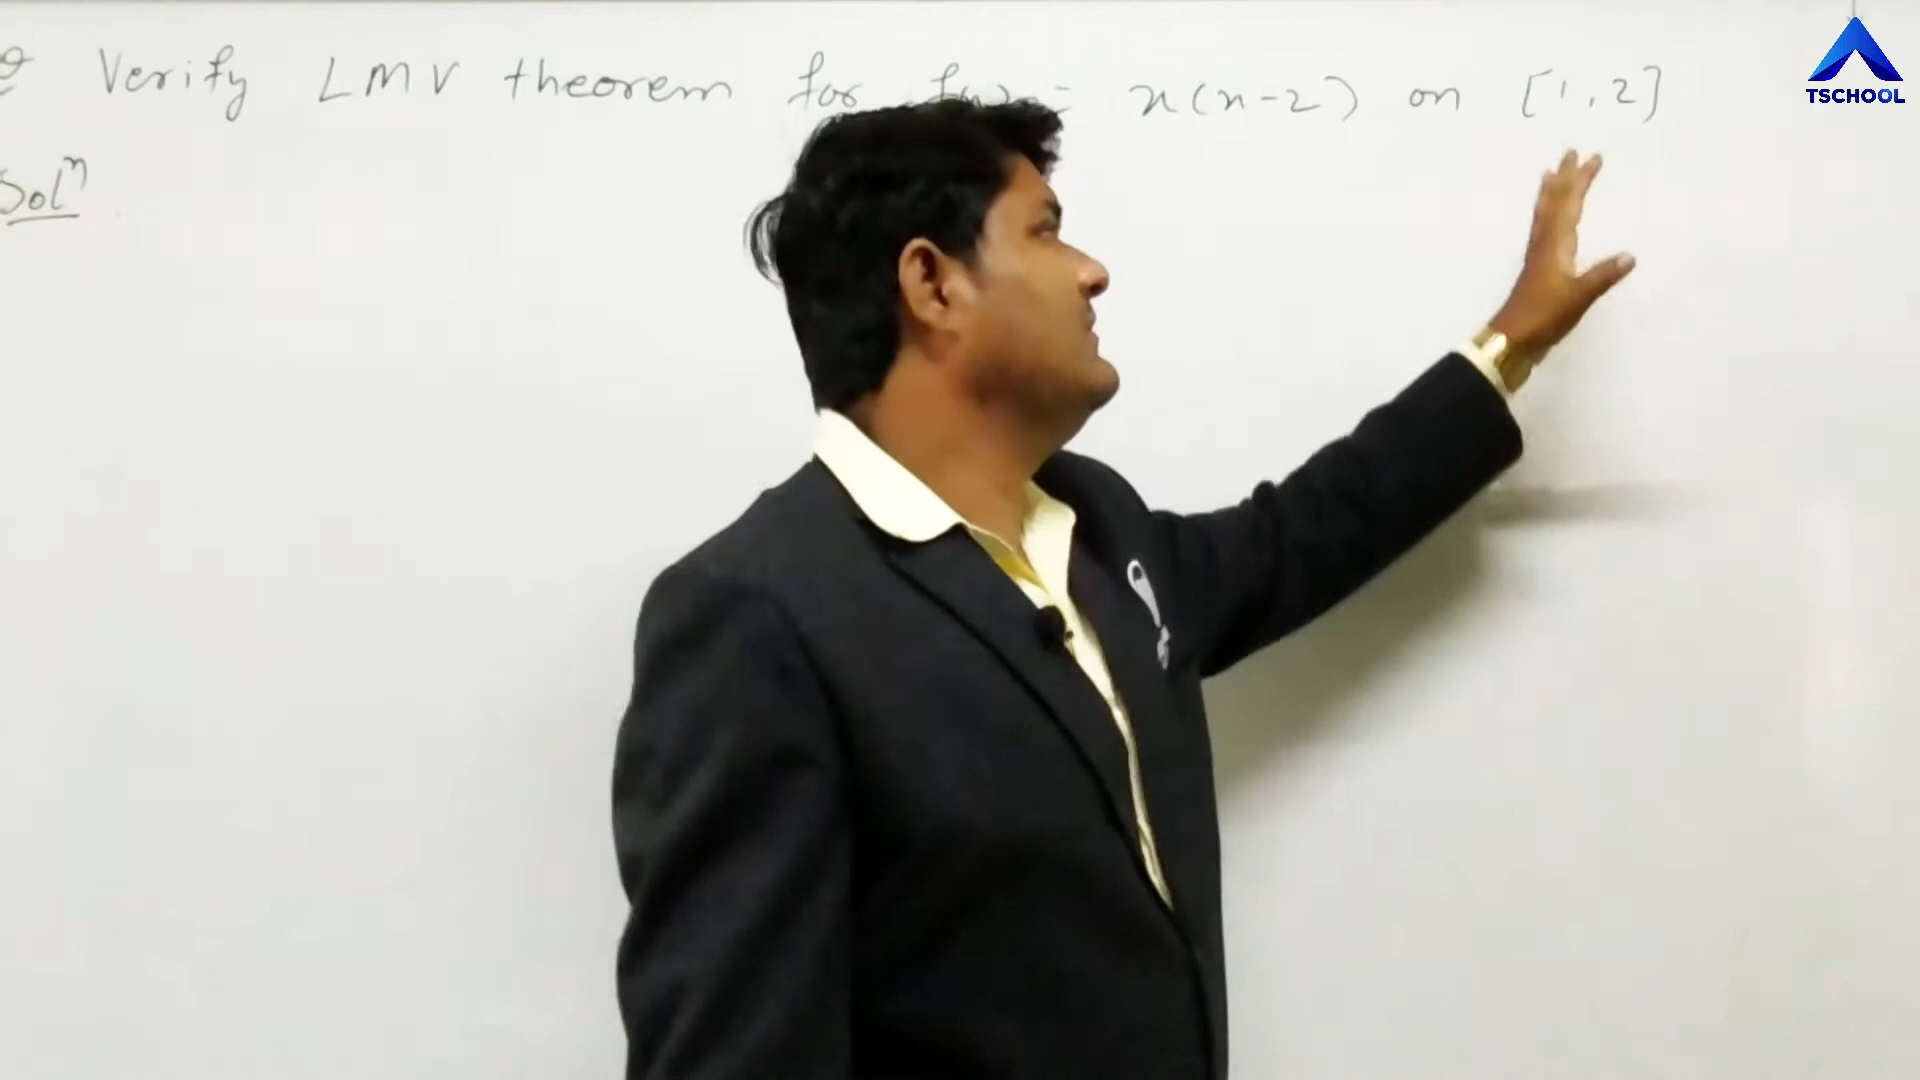 Q Verify LMV theorem for f(x) = x(x-2) on [1,2]
Solⁿ
TSCHOOL